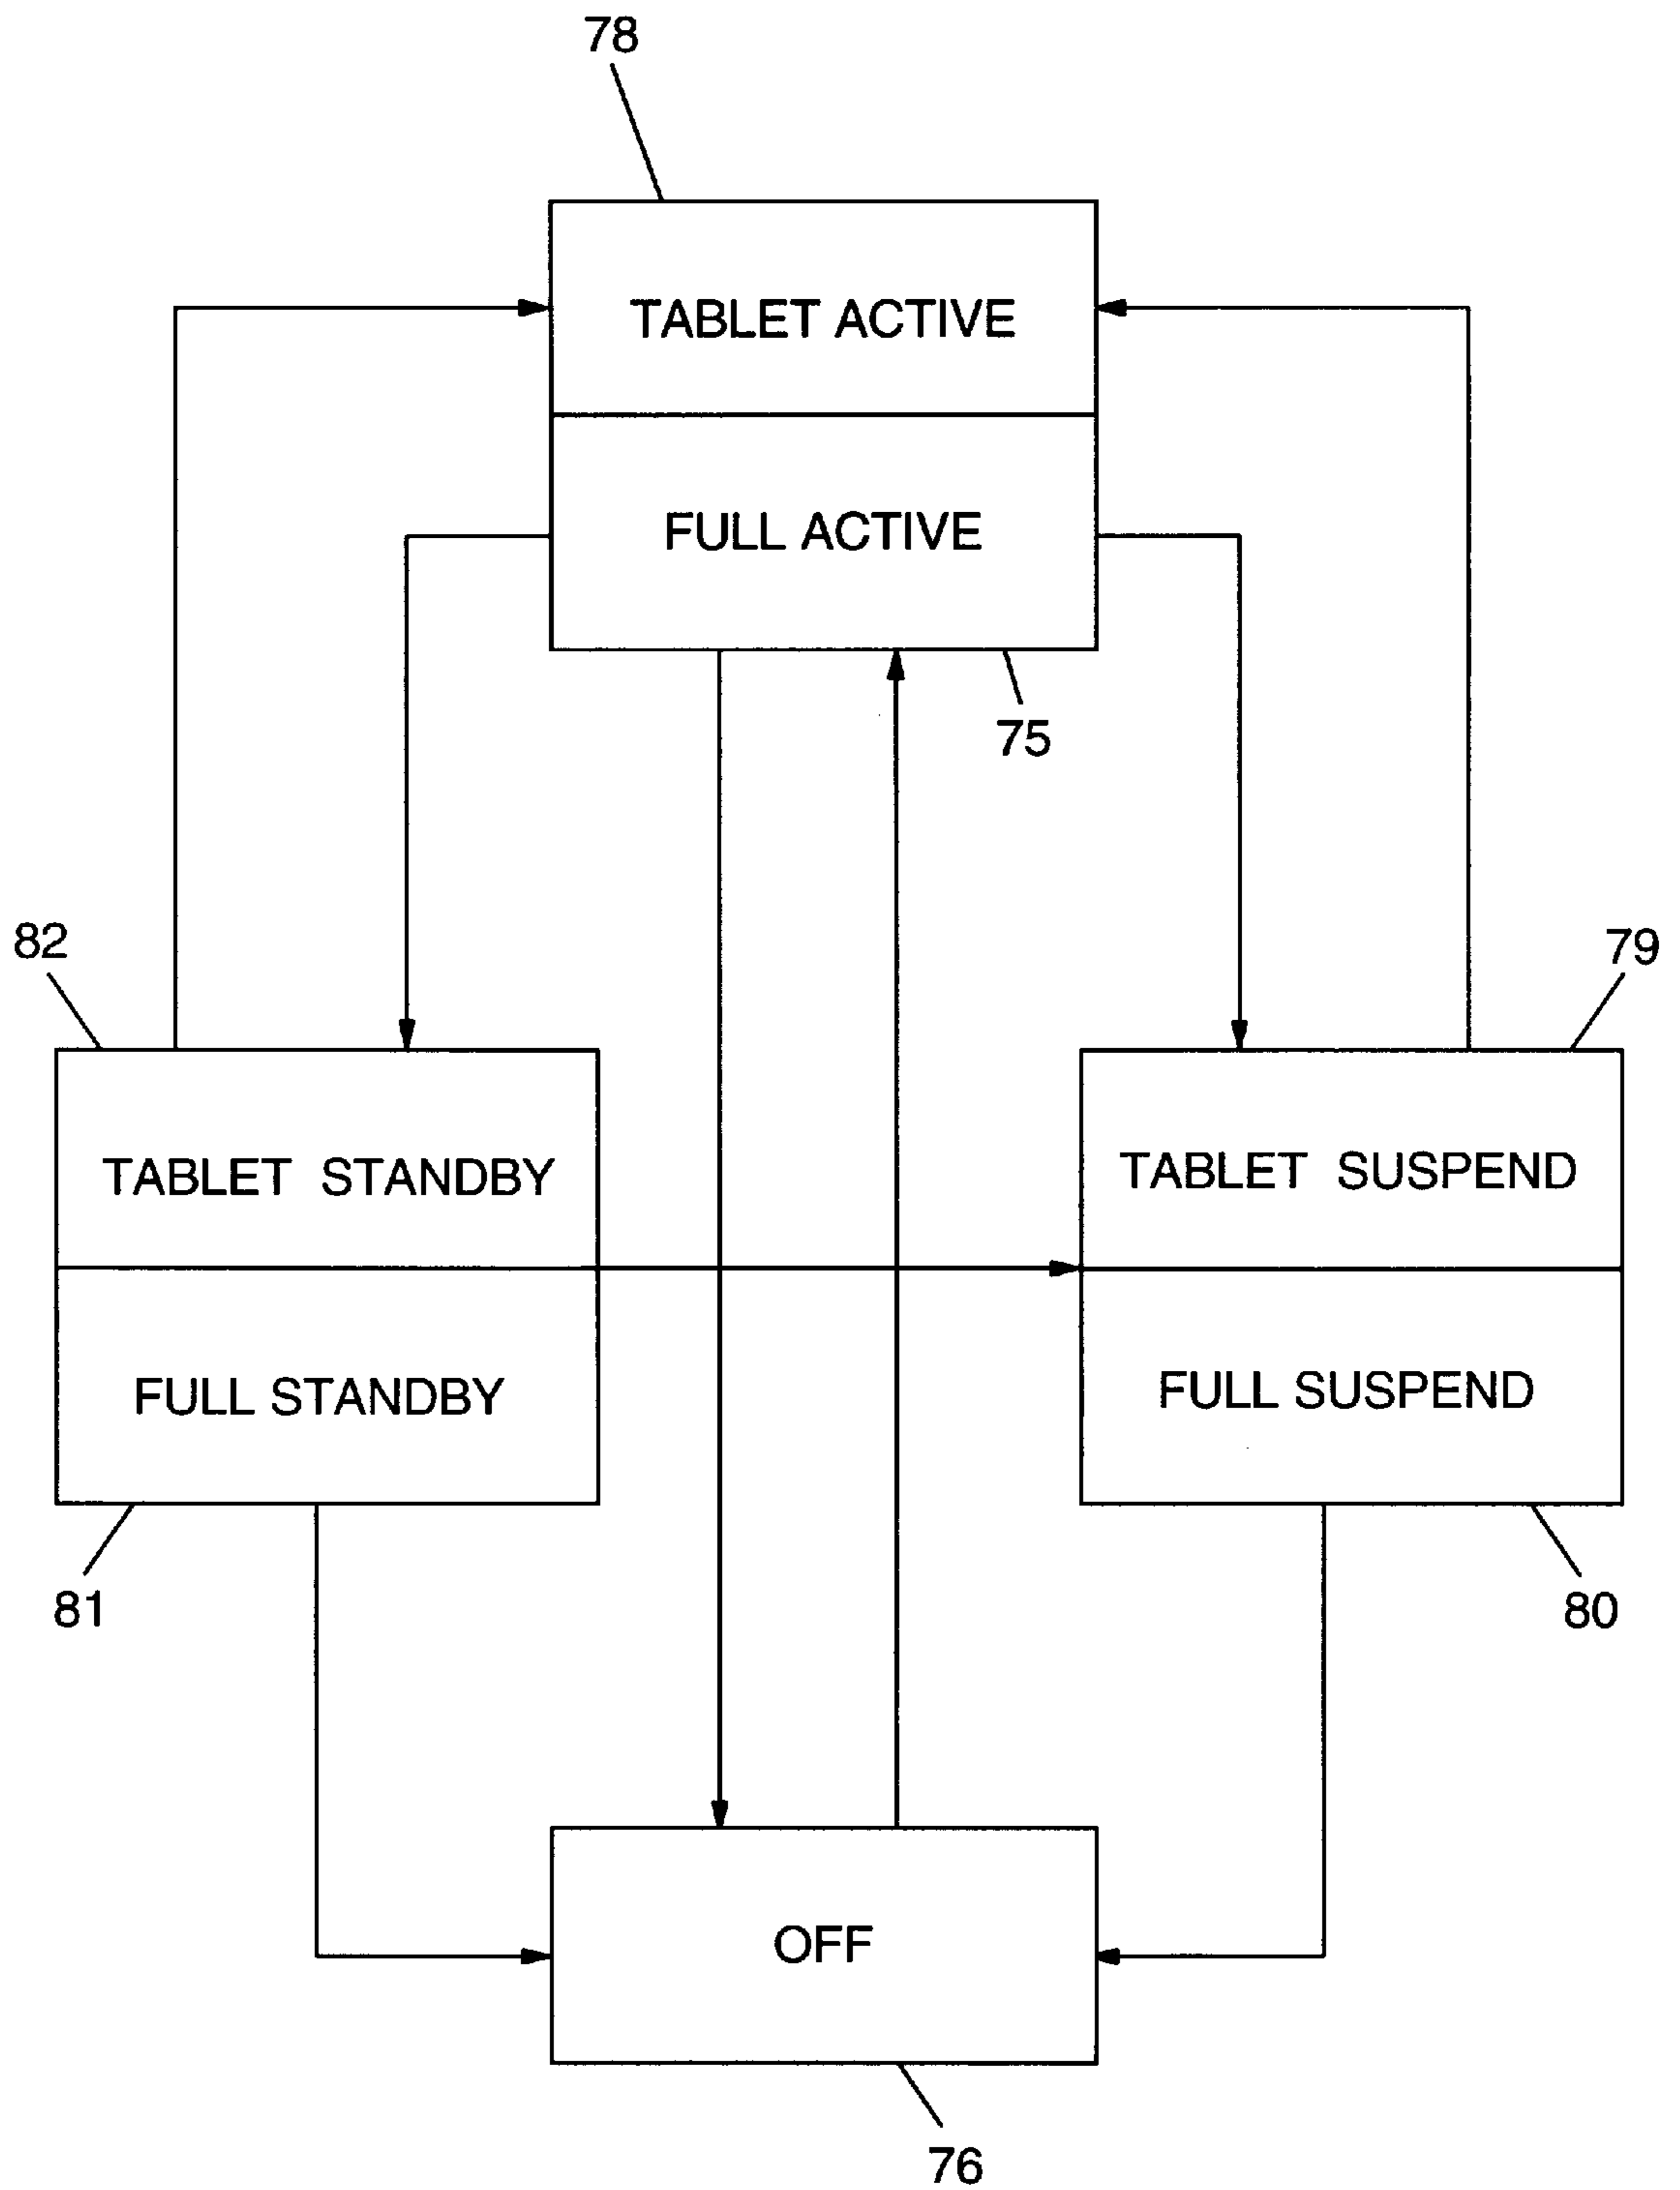 78
TABLET ACTIVE
FULL ACTIVE
75
82
79
TABLET STANDBY
TABLET SUSPEND
FULL STANDBY
FULL SUSPEND
81
80
OFF
76